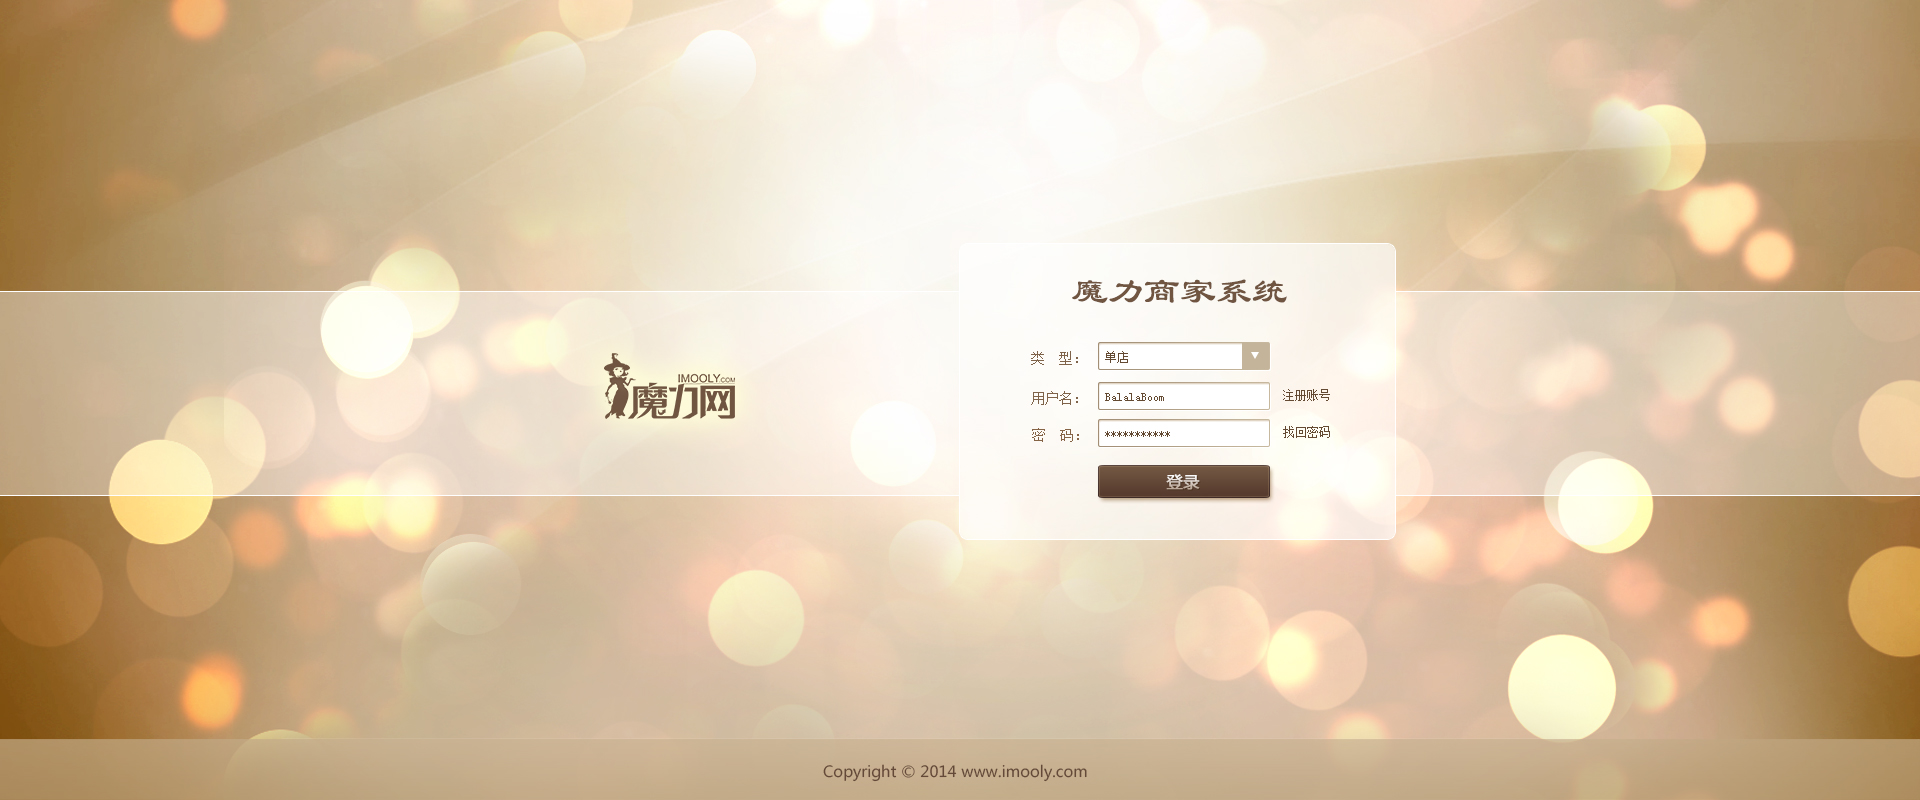 IMOOLY.COM
魔力网
魔力商家系统
类 型： 单店
用户名： BalalaBoom 注册账号
密 码： *********** 找回密码
登录
Copyright © 2014 www.imooly.com